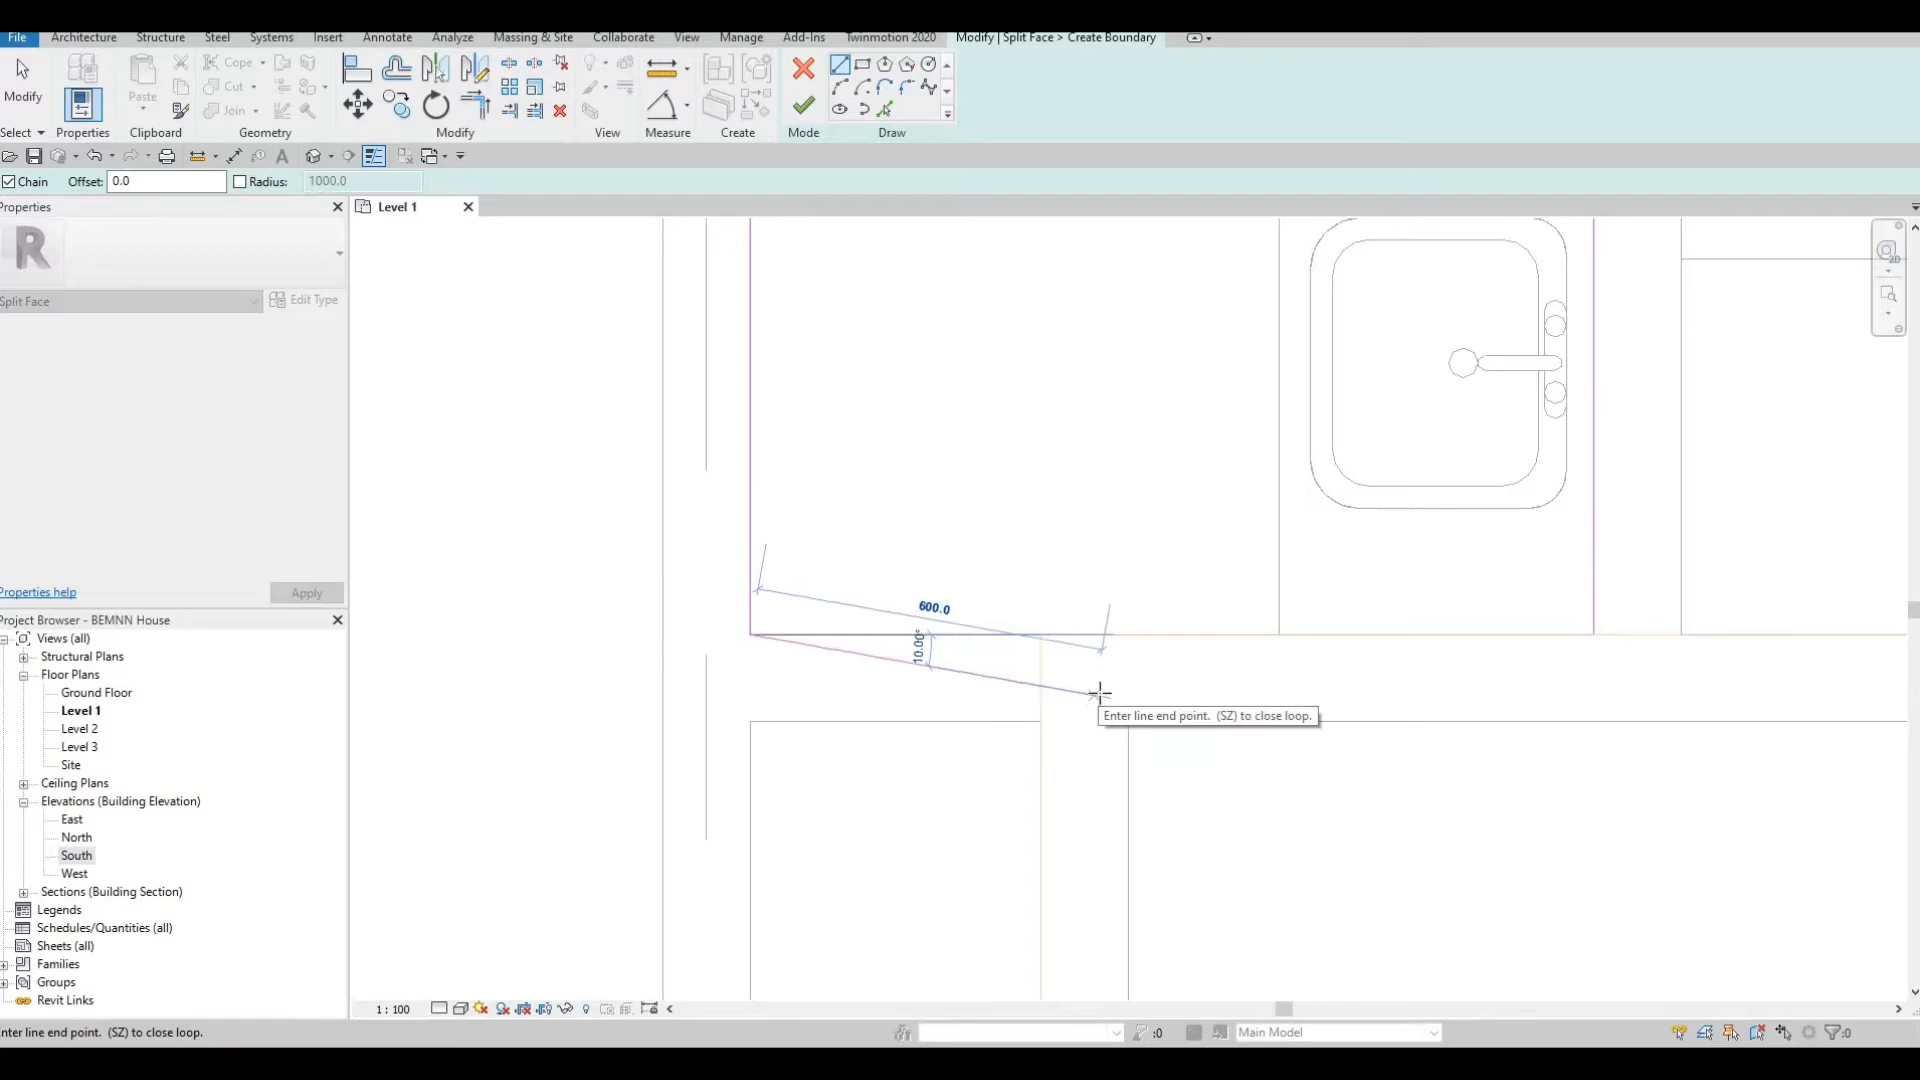 File Architecture Structure Steel Systems Insert Annotate Analyze Massing & Site Collaborate View Manage Add-Ins Twinmotion 2020 Modify | Split Face > Create Boundary
Modify Paste Cope Cut Join
Select Properties Clipboard Geometry Modify View Measure Create Mode Draw
Chain Offset: 0.0 Radius: 1000.0
Properties
Level 1
R
Split Face Edit Type
Properties help Apply
Project Browser - BEMNN House
Views (all)
Structural Plans
Floor Plans
Ground Floor
Level 1
Level 2
Level 3
Site
Ceiling Plans
Elevations (Building Elevation)
East
North
South
West
Sections (Building Section)
Legends
Schedules/Quantities (all)
Sheets (all)
Families
Groups
Revit Links
2D
600.0
10.00°
Enter line end point. (SZ) to close loop.
1 : 100
Enter line end point. (SZ) to close loop.
:0 Main Model :0